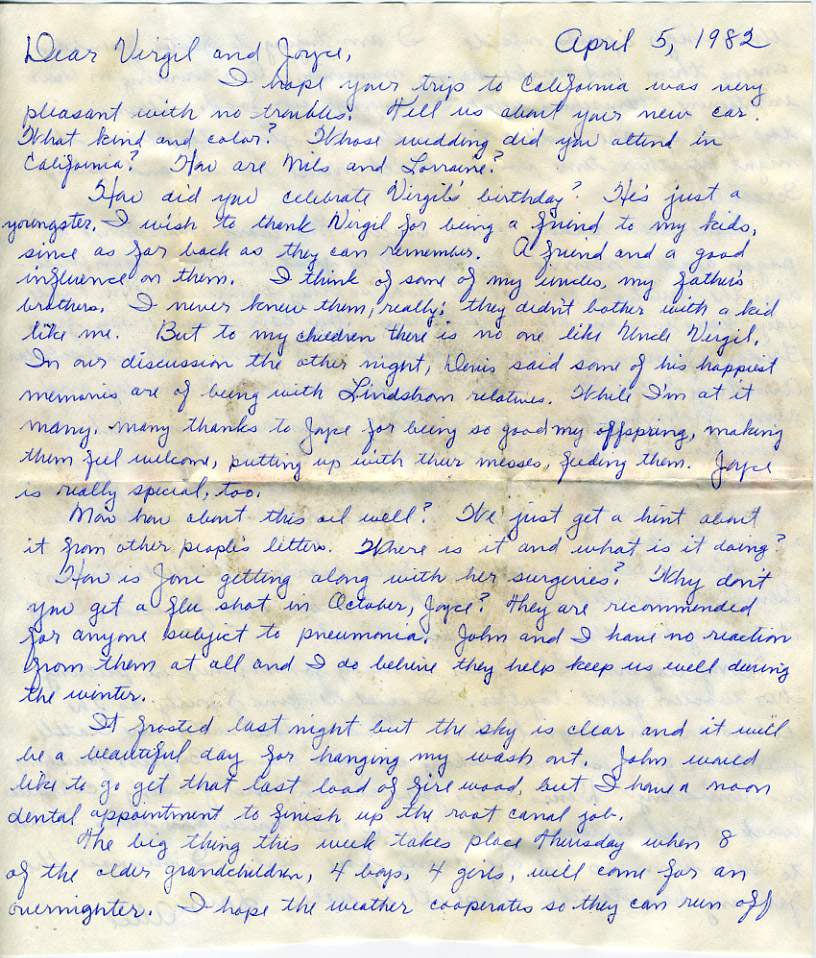 April 5, 1982
Dear Virgil and Joyce,
I hope your trip to California was very
pleasant with no troubles. Tell us about your new car.
What kind and color? Whose wedding did you attend in
California? How are Nils and Lorraine?
How did you celebrate Virgil's birthday? He's just a
youngster. I wish to thank Virgil for being a friend to my kids,
since as far back as they can remember. A friend and a good
influence on them. I think of some of my uncles, my father's
brothers. I never knew them, really; they didn't bother with a kid
like me. But to my children there is no one like Uncle Virgil.
In our discussion the other night, Denis said some of his happiest
memories are of being with Lindstrom relatives. While I'm at it
many, many thanks to Joyce for being so good my offspring, making
them feel welcome, putting up with their messes, feeding them. Joyce
is really special, too.
Now how about this oil well? I've just get a hint about
it from other people's letters. Where is it and what is it doing?
How is Joni getting along with her surgeries? Why don't
you get a flu shot in October, Joyce? They are recommended
for anyone subject to pneumonia. John and I have no reaction
from them at all and I do believe they help keep us well during
the winter.
It frosted last night but the sky is clear and it will
be a beautiful day for hanging my wash out. John would
like to go get that last load of fire wood, but I have a noon
dental appointment to finish up the root canal job.
The big thing this week takes place Thursday when 8
of the older grandchildren, 4 boys, 4 girls, will come for an
overnighter. I hope the weather cooperates so they can run off